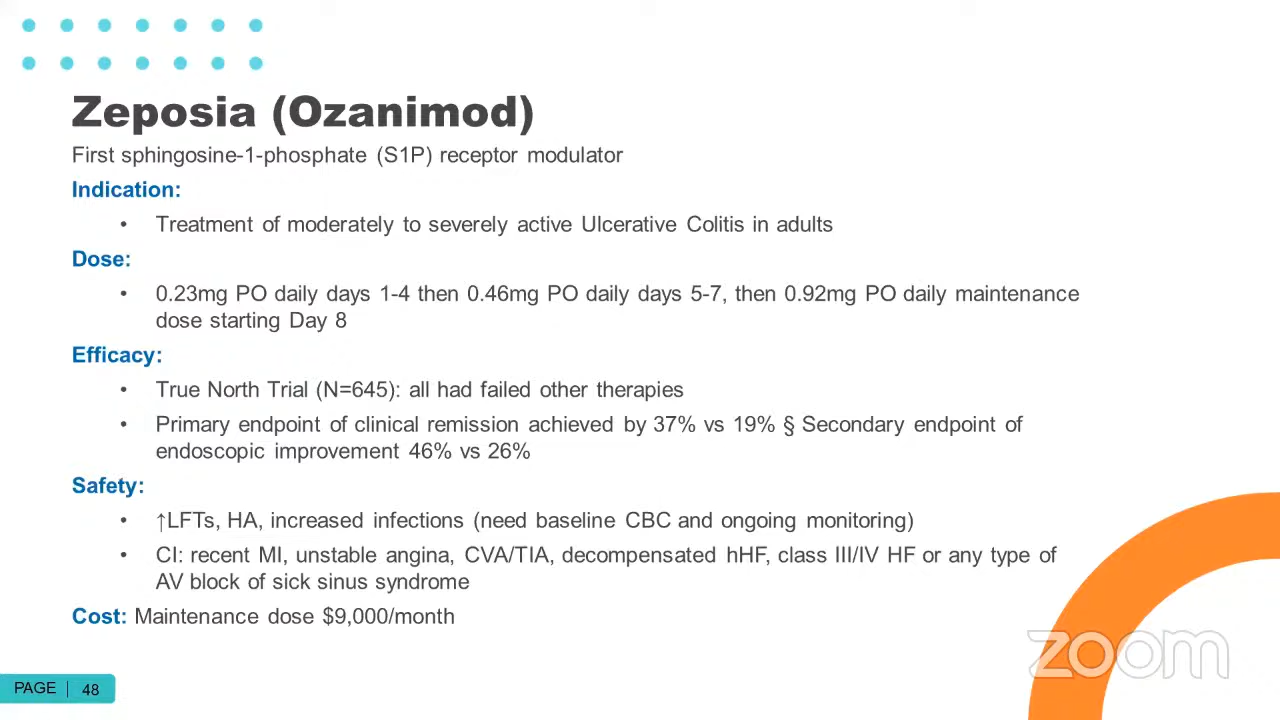 Zeposia (Ozanimod)
First sphingosine-1-phosphate (S1P) receptor modulator
Indication:
• Treatment of moderately to severely active Ulcerative Colitis in adults
Dose:
• 0.23mg PO daily days 1-4 then 0.46mg PO daily days 5-7, then 0.92mg PO daily maintenance
dose starting Day 8
Efficacy:
• True North Trial (N=645): all had failed other therapies
• Primary endpoint of clinical remission achieved by 37% vs 19% § Secondary endpoint of
endoscopic improvement 46% vs 26%
Safety:
• ↑LFTs, HA, increased infections (need baseline CBC and ongoing monitoring)
• CI: recent MI, unstable angina, CVA/TIA, decompensated hHF, class III/IV HF or any type of
AV block of sick sinus syndrome
Cost: Maintenance dose $9,000/month
zoom
PAGE | 48